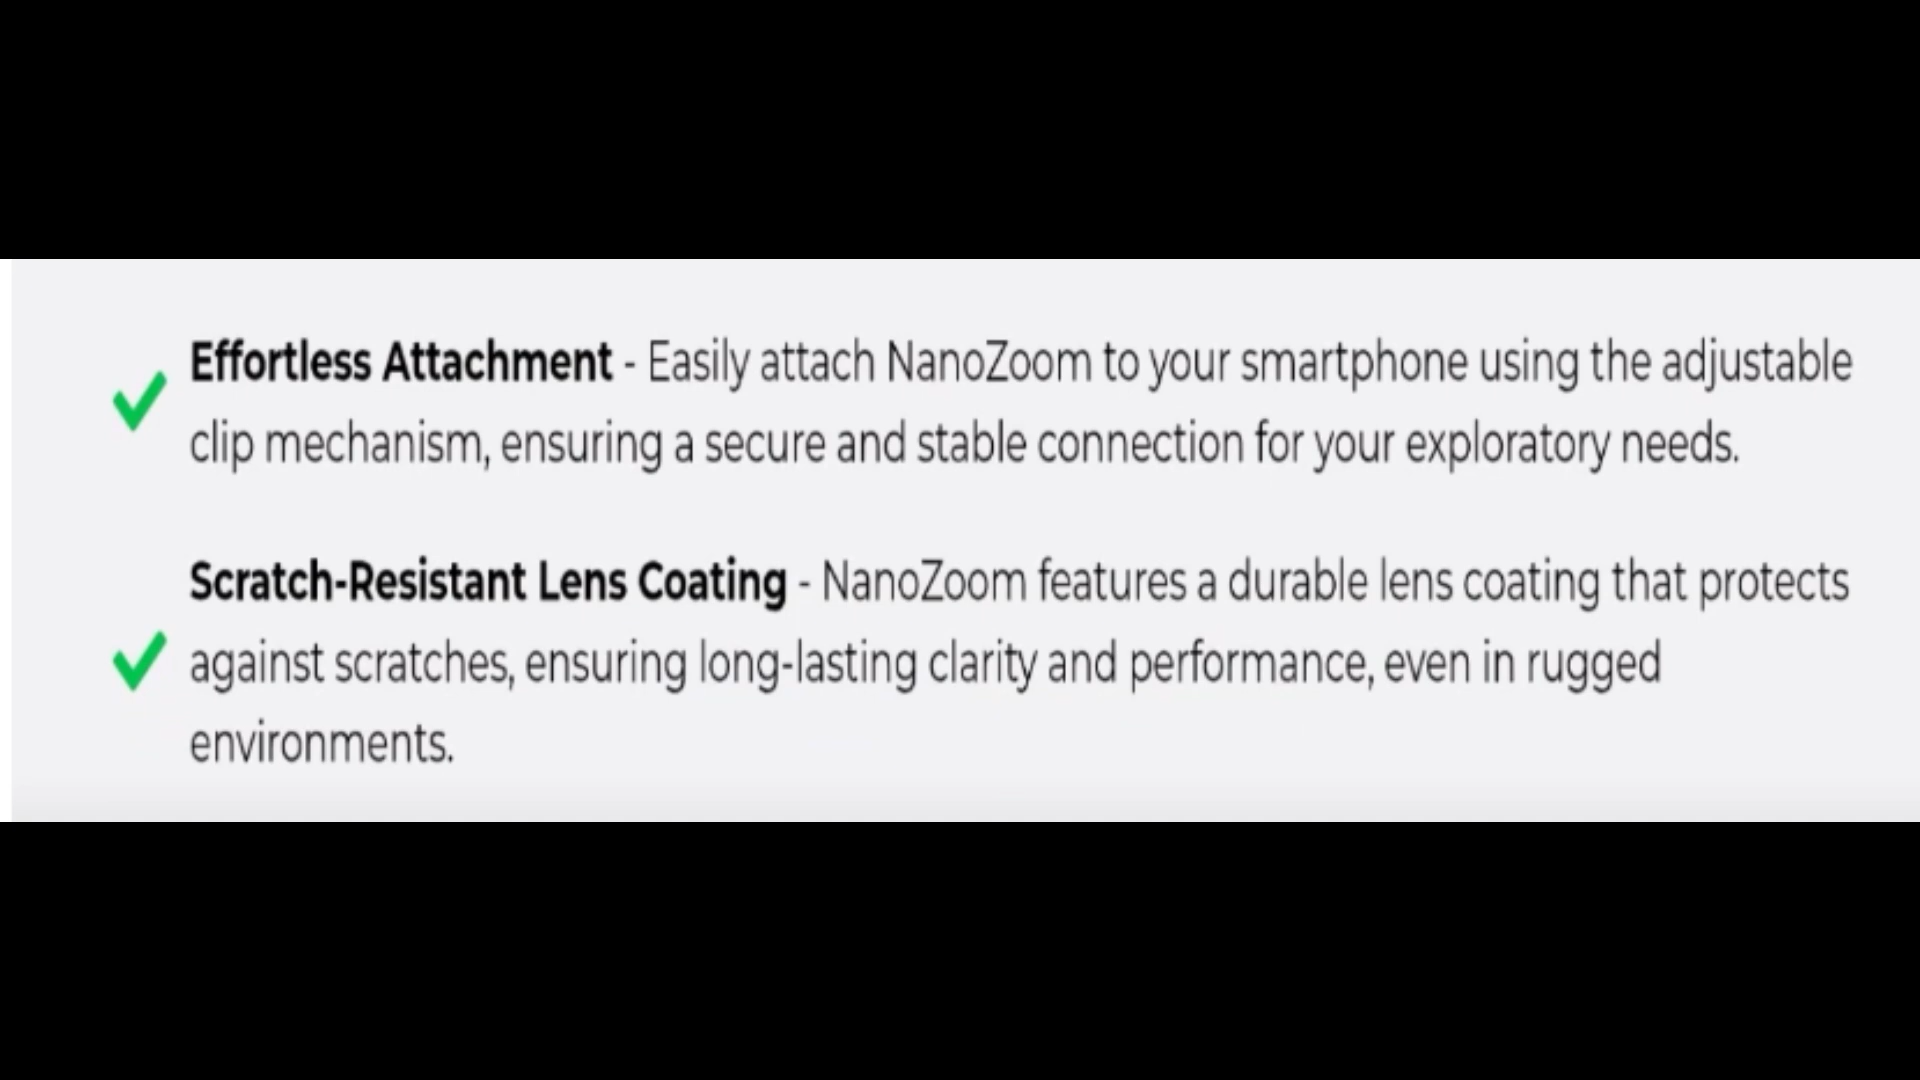 Effortless Attachment - Easily attach NanoZoom to your smartphone using the adjustable
clip mechanism, ensuring a secure and stable connection for your exploratory needs.
Scratch-Resistant Lens Coating - NanoZoom features a durable lens coating that protects
against scratches, ensuring long-lasting clarity and performance, even in rugged
environments.